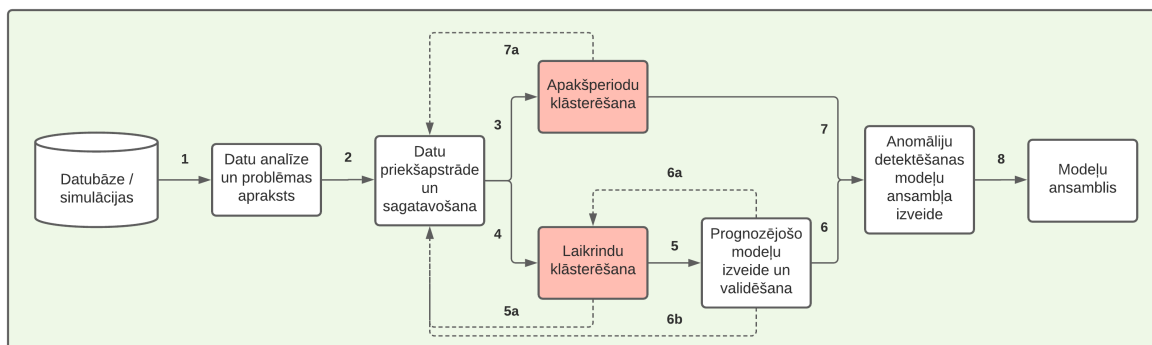 Datubāze /
simulācijas
1
Datu analīze
un problēmas
apraksts
2
Datu
priekšapstrāde
un
sagatavošana
7a
3
Apakšperiodu
klāsterēšana
4
Laikrindu
klāsterēšana
5a
5
6a
Prognozējošo
modeļu
izveide un
validēšana
6b
7
6
Anomāliju
detektēšanas
modeļu
ansambļa
izveide
8
Modeļu
ansamblis